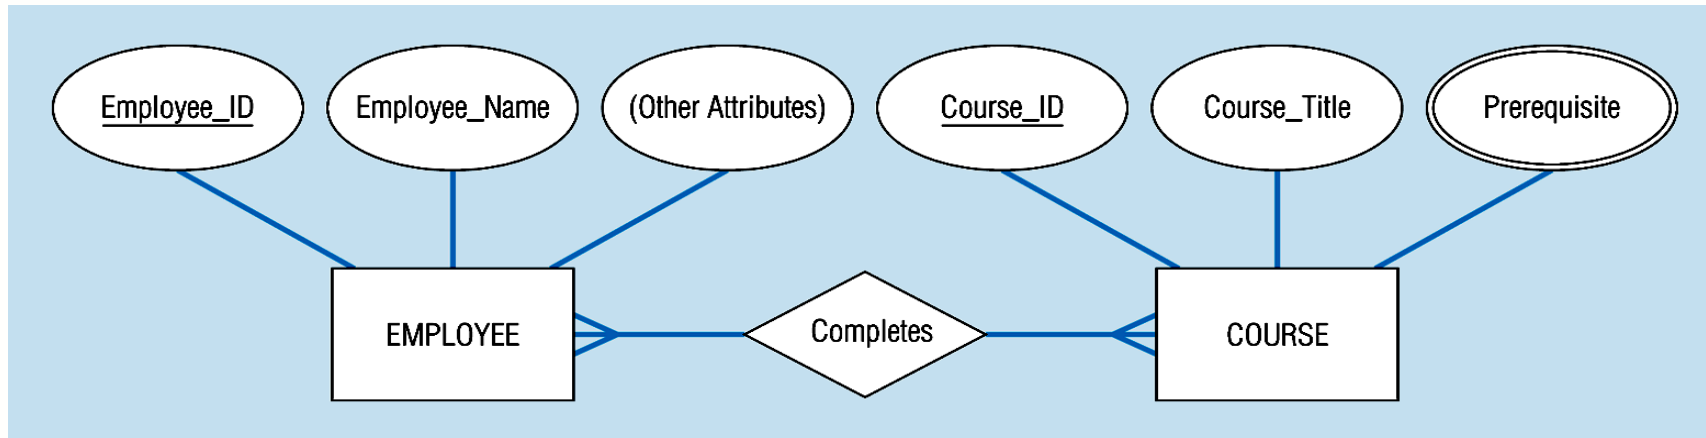 Employee_ID
Employee_Name
(Other Attributes)
Course_ID
Course_Title
Prerequisite
EMPLOYEE
Completes
COURSE